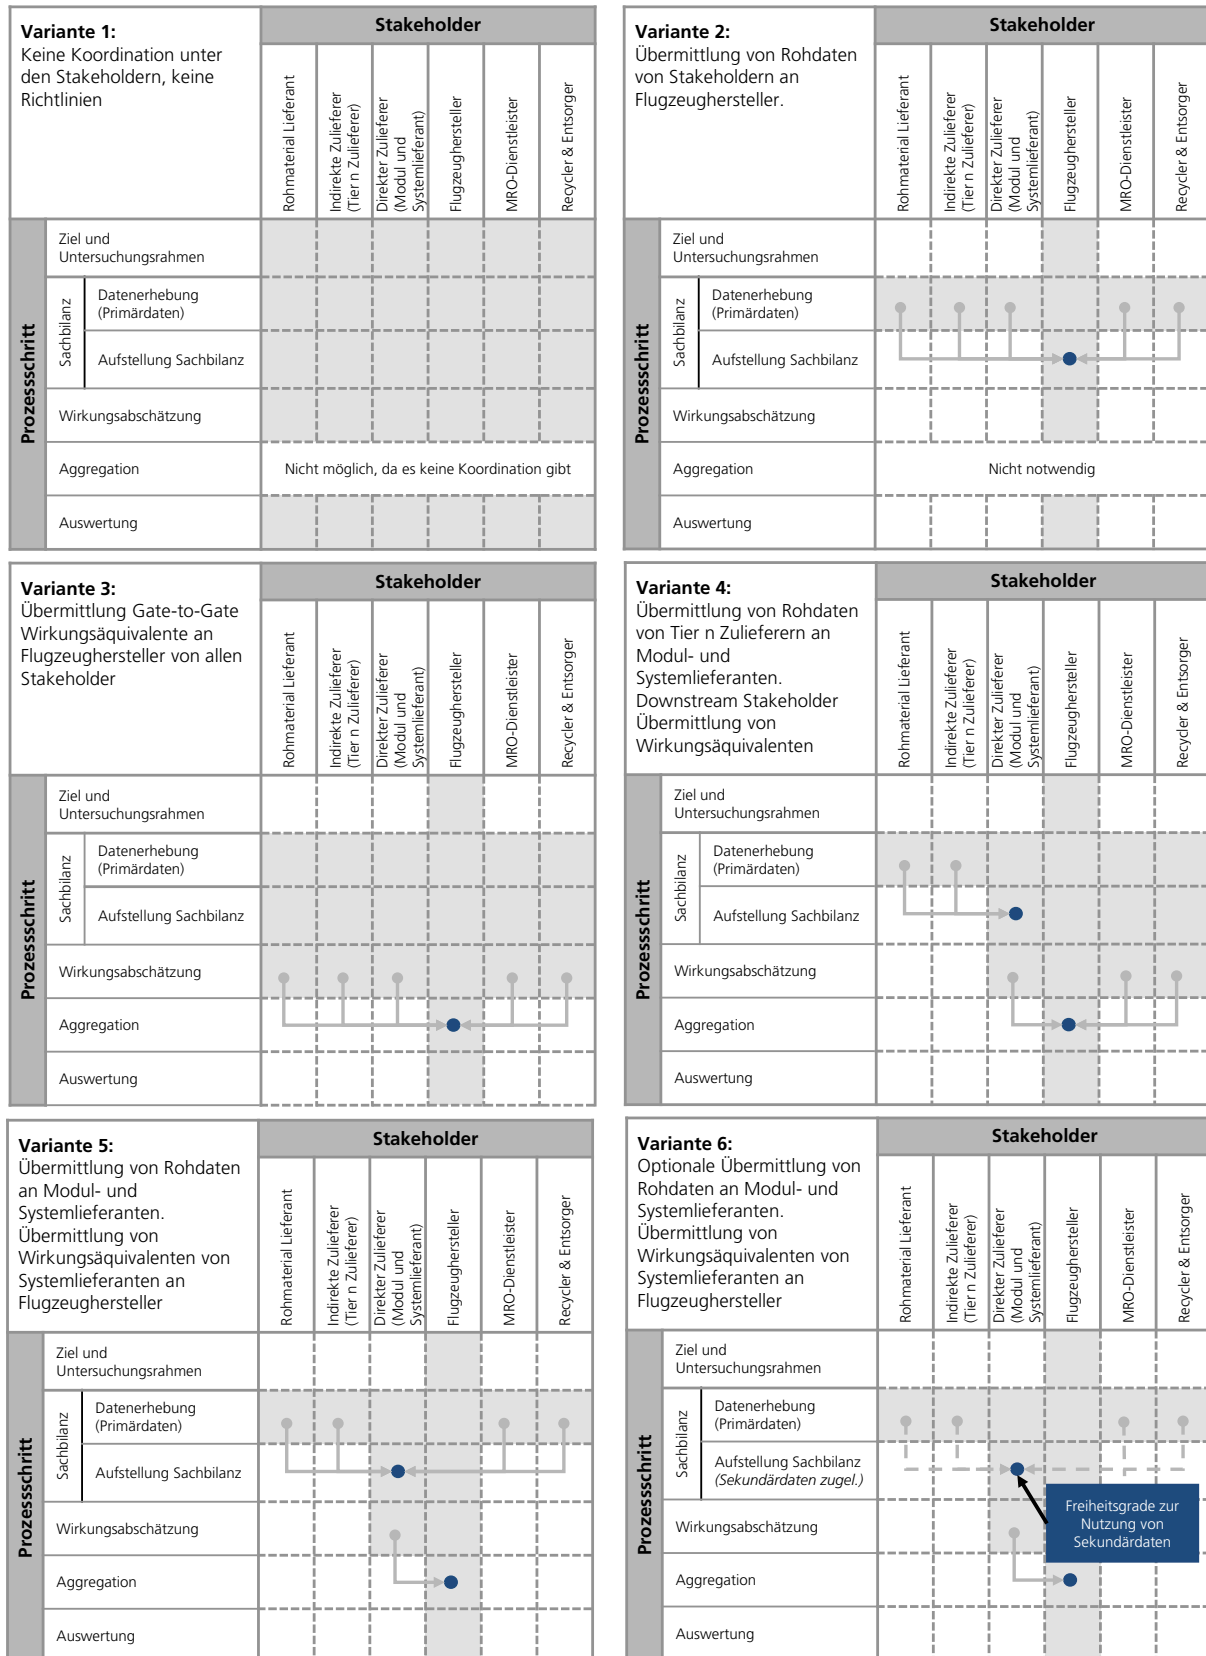 Variante 1:
Keine Koordination unter
den Stakeholdern, keine
Richtlinien
Stakeholder
Rohmaterial Lieferant
Indirekte Zulieferer
(Tier n Zulieferer)
Direkter Zulieferer
(Modul und
Systemlieferant)
Flugzeughersteller
MRO-Dienstleister
Recycler & Entsorger
Prozessschritt
Ziel und
Untersuchungsrahmen
Sachbilanz
Datenerhebung
(Primärdaten)
Aufstellung Sachbilanz
Wirkungsabschätzung
Aggregation
Nicht möglich, da es keine Koordination gibt
Auswertung
Variante 2:
Übermittlung von Rohdaten
von Stakeholdern an
Flugzeughersteller.
Stakeholder
Rohmaterial Lieferant
Indirekte Zulieferer
(Tier n Zulieferer)
Direkter Zulieferer
(Modul und
Systemlieferant)
Flugzeughersteller
MRO-Dienstleister
Recycler & Entsorger
Prozessschritt
Ziel und
Untersuchungsrahmen
Sachbilanz
Datenerhebung
(Primärdaten)
Aufstellung Sachbilanz
Wirkungsabschätzung
Aggregation
Nicht notwendig
Auswertung
Variante 3:
Übermittlung Gate-to-Gate
Wirkungsäquivalente an
Flugzeughersteller von allen
Stakeholder
Stakeholder
Rohmaterial Lieferant
Indirekte Zulieferer
(Tier n Zulieferer)
Direkter Zulieferer
(Modul und
Systemlieferant)
Flugzeughersteller
MRO-Dienstleister
Recycler & Entsorger
Prozessschritt
Ziel und
Untersuchungsrahmen
Sachbilanz
Datenerhebung
(Primärdaten)
Aufstellung Sachbilanz
Wirkungsabschätzung
Aggregation
Auswertung
Variante 4:
Übermittlung von Rohdaten
von Tier n Zulieferern an
Modul- und
Systemlieferanten.
Downstream Stakeholder
Übermittlung von
Wirkungsäquivalenten
Stakeholder
Rohmaterial Lieferant
Indirekte Zulieferer
(Tier n Zulieferer)
Direkter Zulieferer
(Modul und
Systemlieferant)
Flugzeughersteller
MRO-Dienstleister
Recycler & Entsorger
Prozessschritt
Ziel und
Untersuchungsrahmen
Sachbilanz
Datenerhebung
(Primärdaten)
Aufstellung Sachbilanz
Wirkungsabschätzung
Aggregation
Auswertung
Variante 5:
Übermittlung von Rohdaten
an Modul- und
Systemlieferanten.
Übermittlung von
Wirkungsäquivalenten von
Systemlieferanten an
Flugzeughersteller
Stakeholder
Rohmaterial Lieferant
Indirekte Zulieferer
(Tier n Zulieferer)
Direkter Zulieferer
(Modul und
Systemlieferant)
Flugzeughersteller
MRO-Dienstleister
Recycler & Entsorger
Prozessschritt
Ziel und
Untersuchungsrahmen
Sachbilanz
Datenerhebung
(Primärdaten)
Aufstellung Sachbilanz
Wirkungsabschätzung
Aggregation
Auswertung
Variante 6:
Optionale Übermittlung von
Rohdaten an Modul- und
Systemlieferanten.
Übermittlung von
Wirkungsäquivalenten von
Systemlieferanten an
Flugzeughersteller
Stakeholder
Rohmaterial Lieferant
Indirekte Zulieferer
(Tier n Zulieferer)
Direkter Zulieferer
(Modul und
Systemlieferant)
Flugzeughersteller
MRO-Dienstleister
Recycler & Entsorger
Prozessschritt
Ziel und
Untersuchungsrahmen
Sachbilanz
Datenerhebung
(Primärdaten)
Aufstellung Sachbilanz
(Sekundärdaten zugel.)
Freiheitsgrade zur
Nutzung von
Sekundärdaten
Wirkungsabschätzung
Aggregation
Auswertung